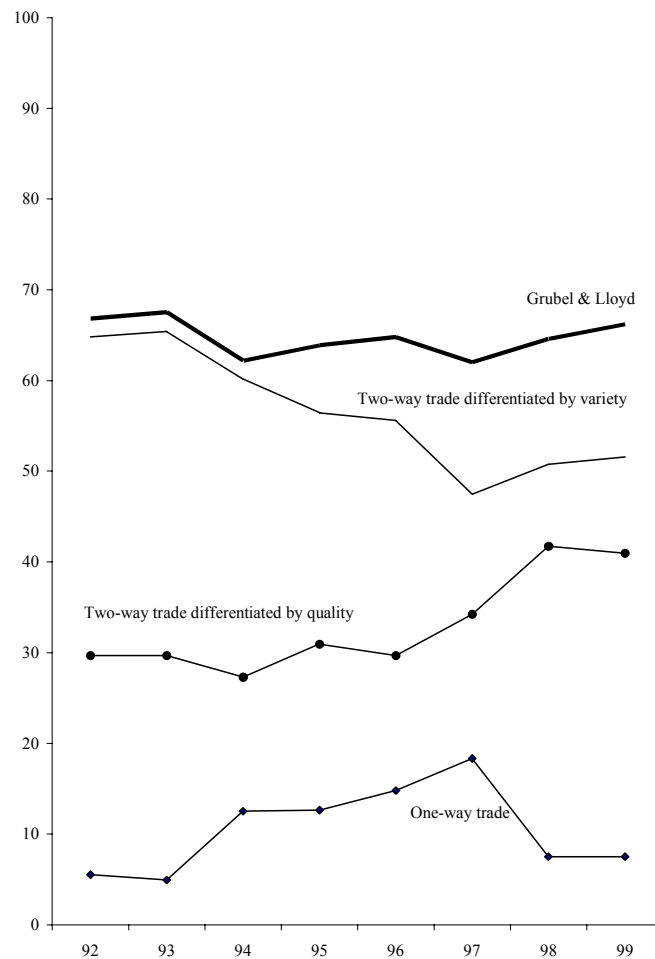 100
90
80
70
Grubel & Lloyd
60
Two-way trade differentiated by variety
50
40
Two-way trade differentiated by quality
30
20
One-way trade
10
0
92 93 94 95 96 97 98 99